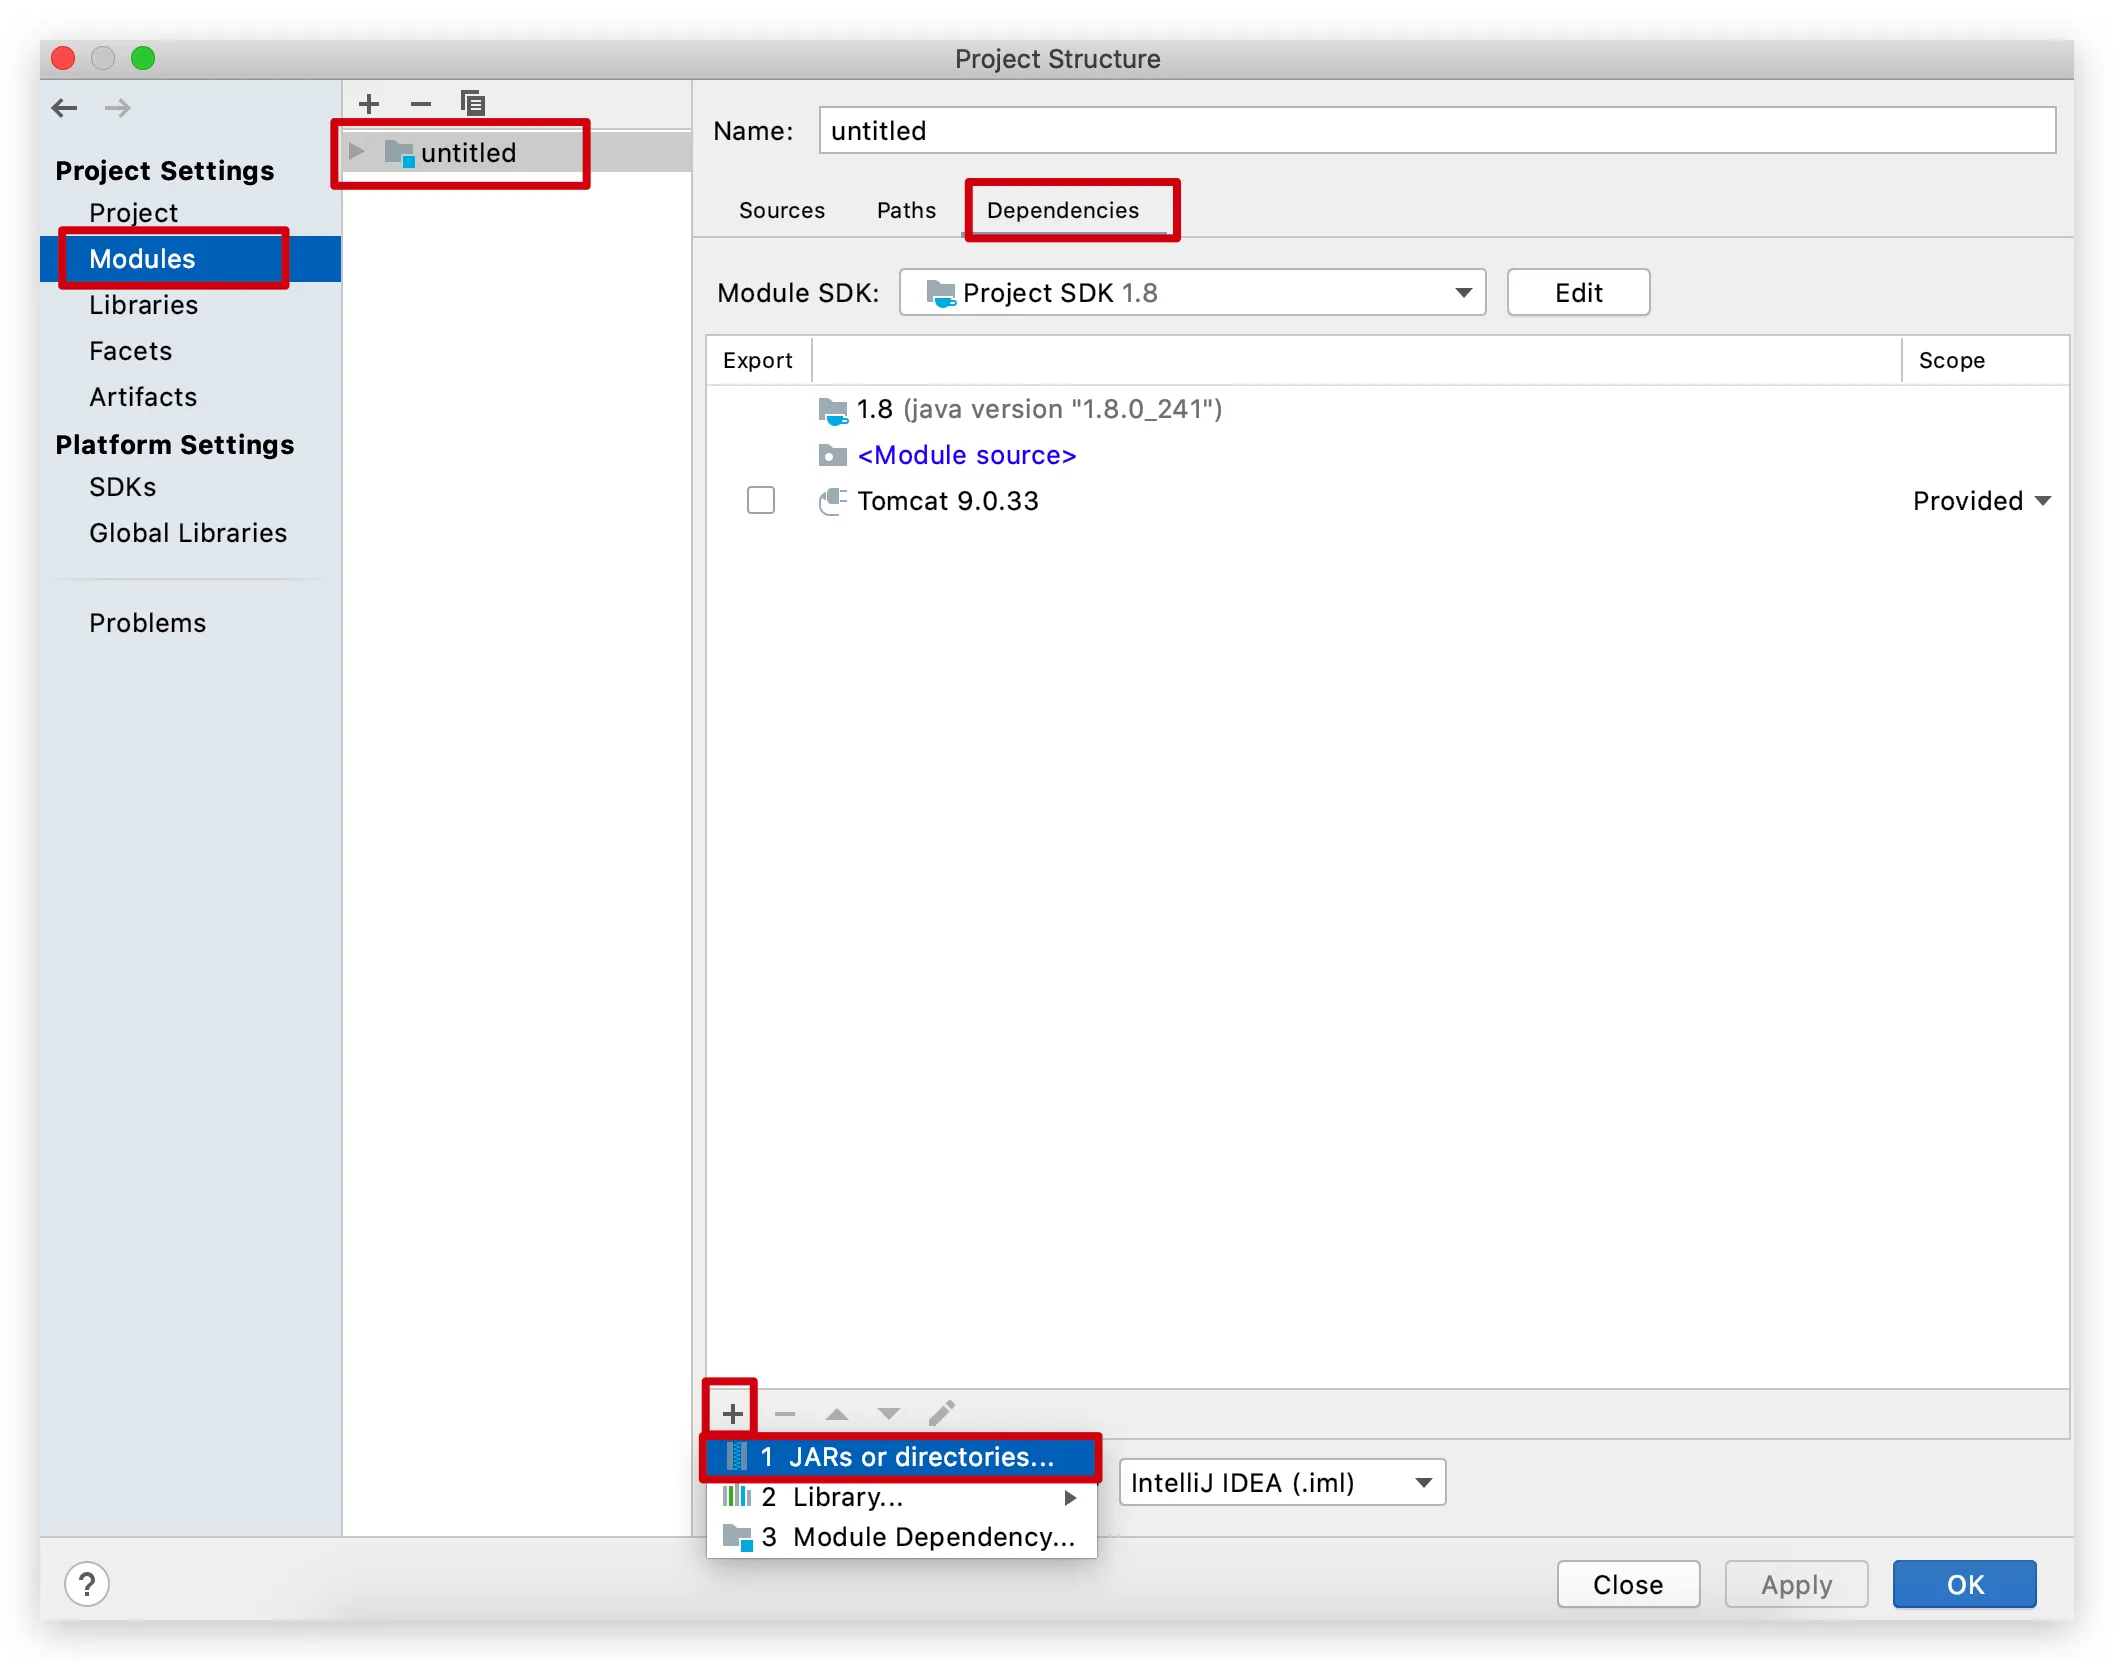 Project Structure
Project Settings
Project
Modules
Libraries
Facets
Artifacts
Platform Settings
SDKs
Global Libraries
Problems
untitled
Name: untitled
Sources Paths Dependencies
Module SDK: Project SDK 1.8 Edit
Export Scope
1.8 (java version "1.8.0_241")
<Module source>
Tomcat 9.0.33 Provided
1 JARs or directories...
2 Library...
3 Module Dependency...
IntelliJ IDEA (.iml)
? Close Apply OK